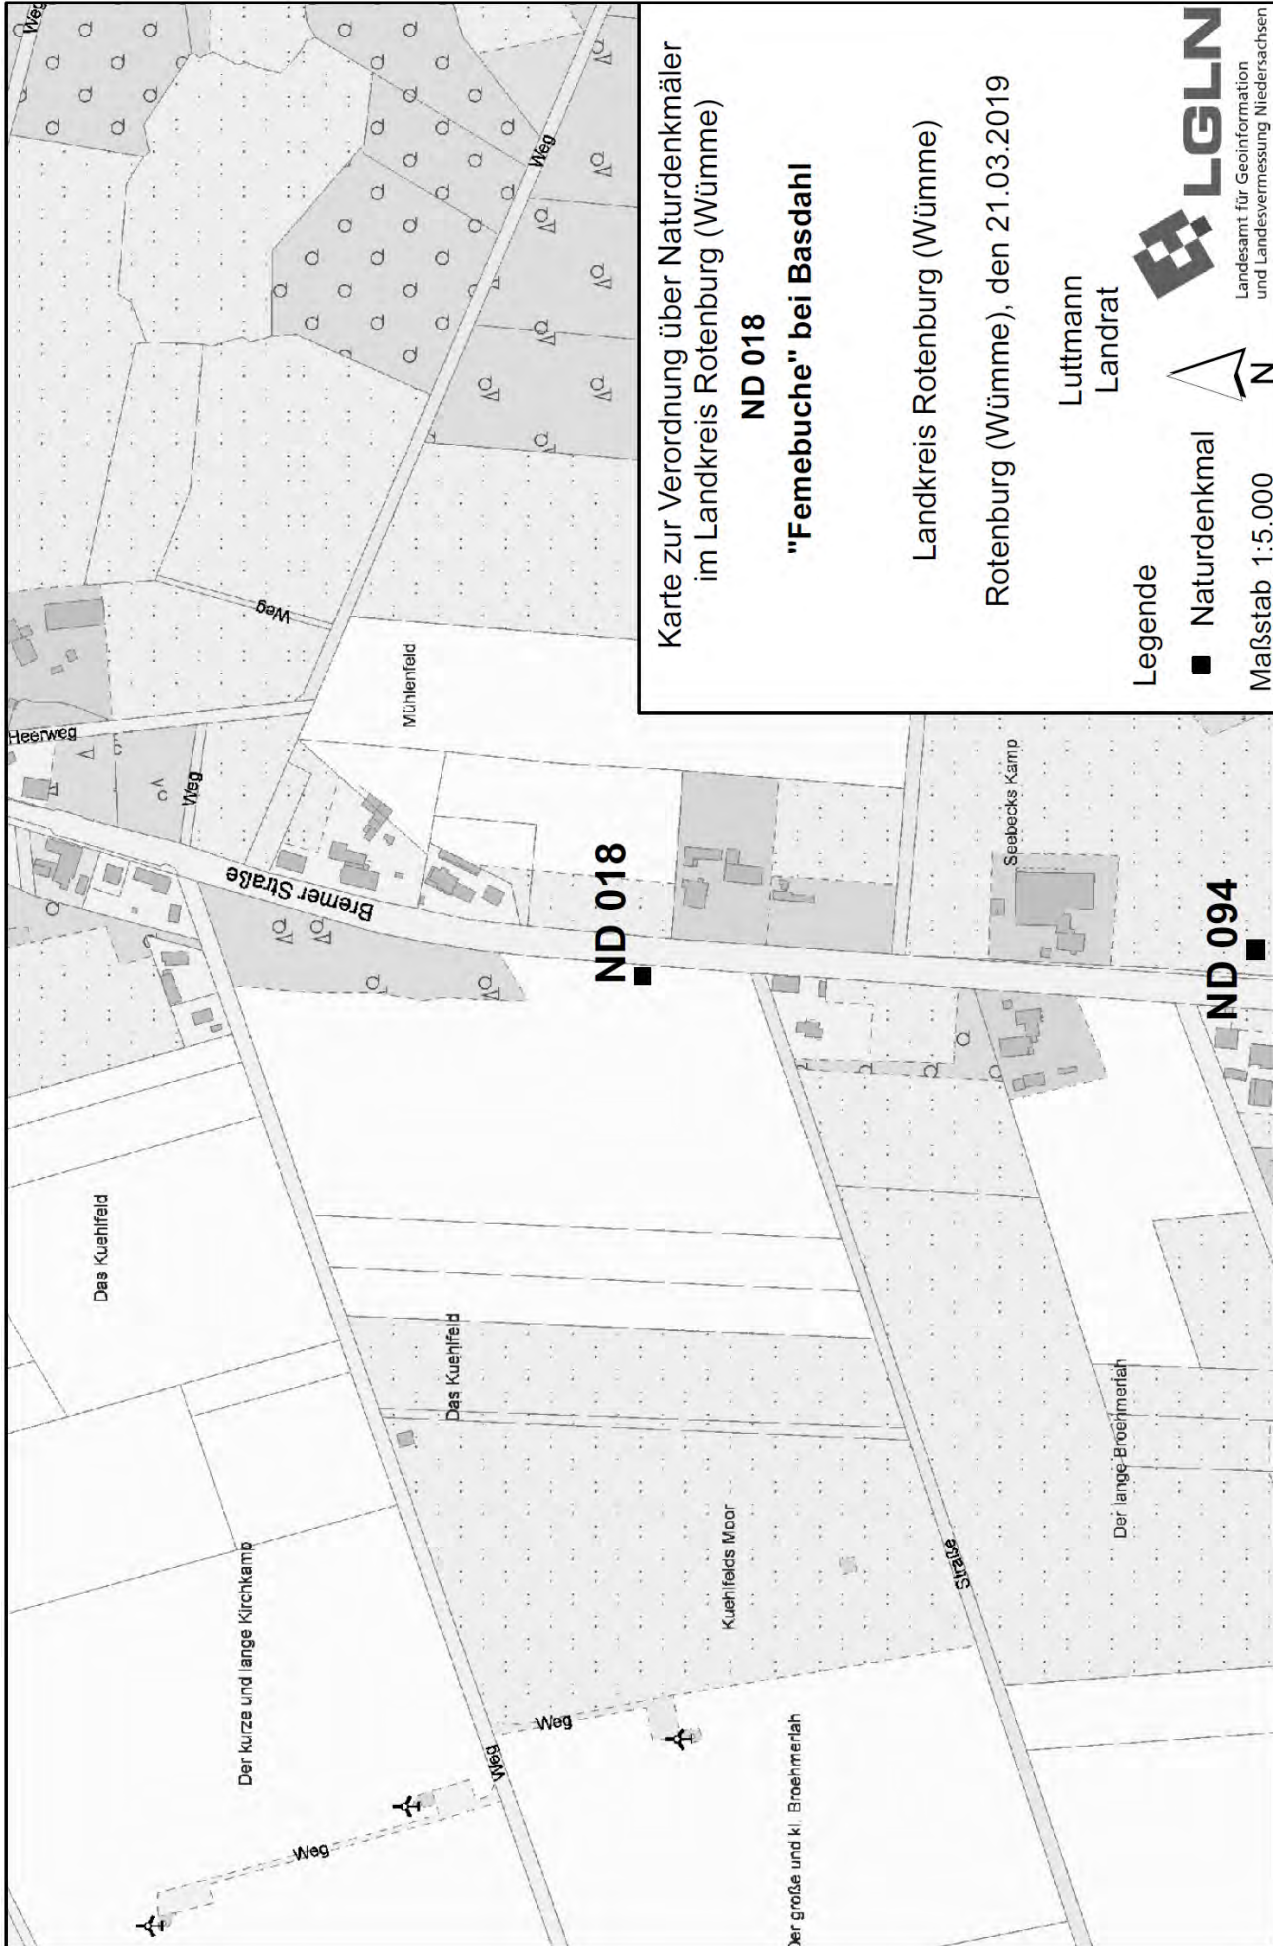 Karte zur Verordnung über Naturdenkmäler
im Landkreis Rotenburg (Wümme)
ND 018
"Femebuche" bei Basdahl
Landkreis Rotenburg (Wümme)
Rotenburg (Wümme), den 21.03.2019
Luttmann
Landrat
Legende
Naturdenkmal
Maßstab 1:5.000
N
LGLN
Landesamt für Geoinformation
und Landesvermessung Niedersachsen
Weg
Weg
Weg
Heerweg
Weg
Bremer Straße
Mühlenfeld
ND 018
Seebecks Kamp
ND 094
Das Kuehlfeld
Das Kuehlfeld
Der kurze und lange Kirchkamp
Kuehlfelds Moor
Straße
Der lange Broehmerlah
Weg
Weg
Weg
Der große und kl. Broehmerlah